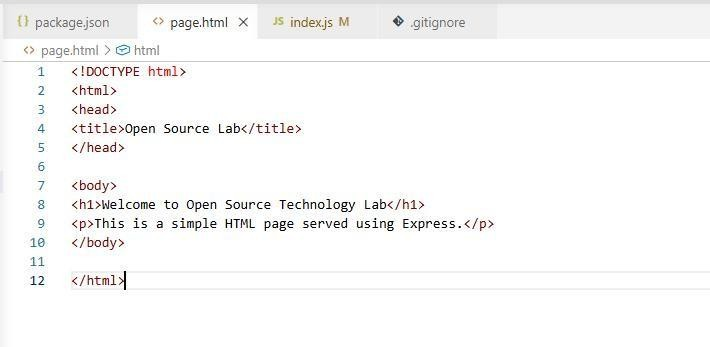 {} package.json <> page.html × JS index.js M .gitignore
<> page.html > html
1 <!DOCTYPE html>
2 <html>
3 <head>
4 <title>Open Source Lab</title>
5 </head>
6
7 <body>
8 <h1>Welcome to Open Source Technology Lab</h1>
9 <p>This is a simple HTML page served using Express.</p>
10 </body>
11
12 </html>